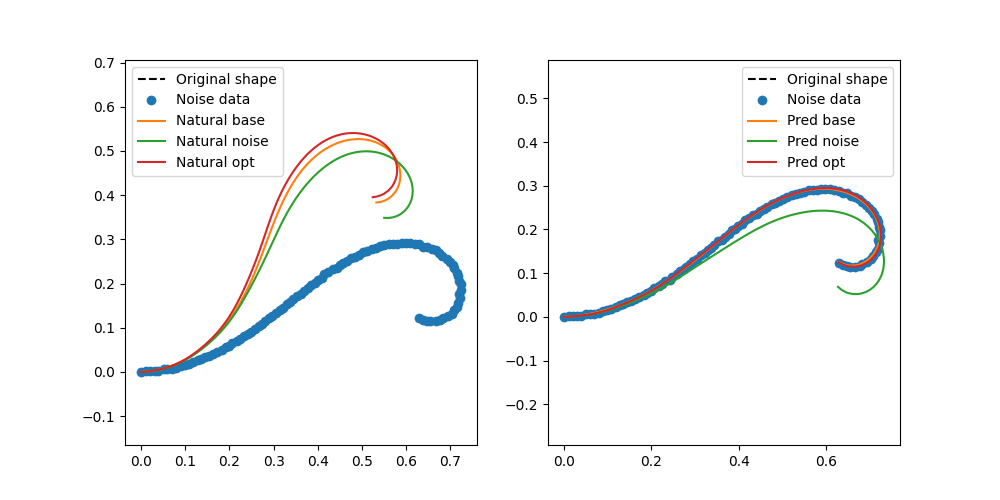 Original shape
Noise data
Natural base
Natural noise
Natural opt
0.7
0.6
0.5
0.4
0.3
0.2
0.1
0.0
−0.1
0.0 0.1 0.2 0.3 0.4 0.5 0.6 0.7
Original shape
Noise data
Pred base
Pred noise
Pred opt
0.5
0.4
0.3
0.2
0.1
0.0
−0.1
−0.2
0.0 0.2 0.4 0.6